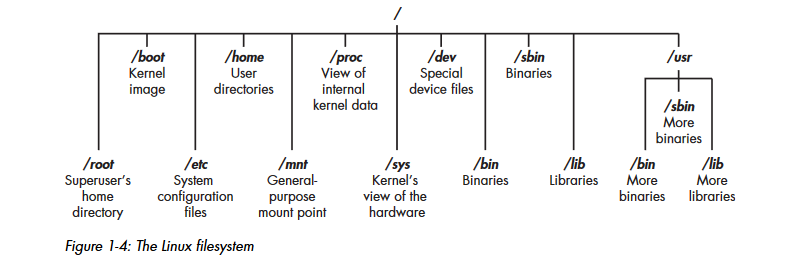 /
/boot
Kernel
image
/home
User
directories
/proc
View of
internal
kernel data
/dev
Special
device files
/sbin
Binaries
/usr
/sbin
More
binaries
/root
Superuser's
home
directory
/etc
System
configuration
files
/mnt
General-
purpose
mount point
/sys
Kernel's
view of the
hardware
/bin
Binaries
/lib
Libraries
/bin
More
binaries
/lib
More
libraries
Figure 1-4: The Linux filesystem